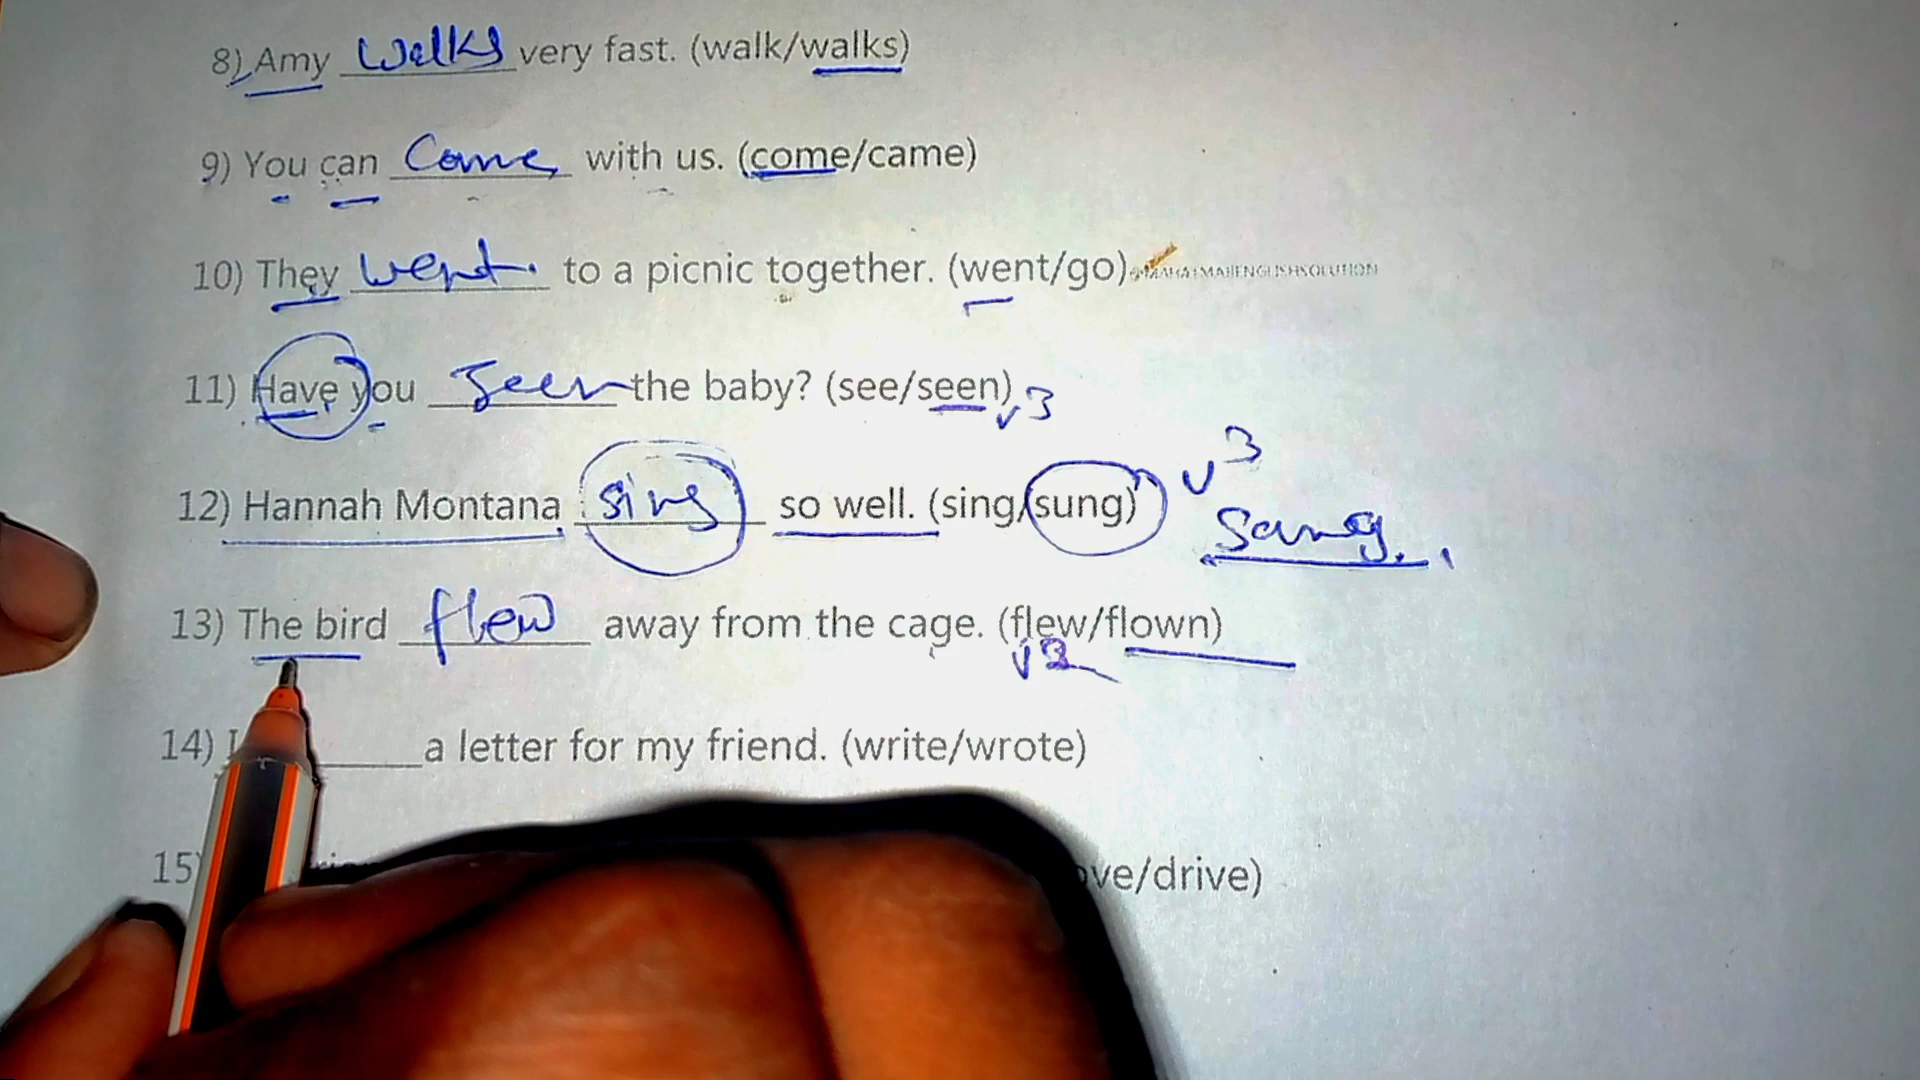 8) Amy walks very fast. (walk/walks)
9) You can come with us. (come/came)
10) They went to a picnic together. (went/go)
11) Have you seen the baby? (see/seen) v3
12) Hannah Montana sing so well. (sing/sung) v3 sang
13) The bird flew away from the cage. (flew/flown)
v2
14) I ____ a letter for my friend. (write/wrote)
15) /drive)